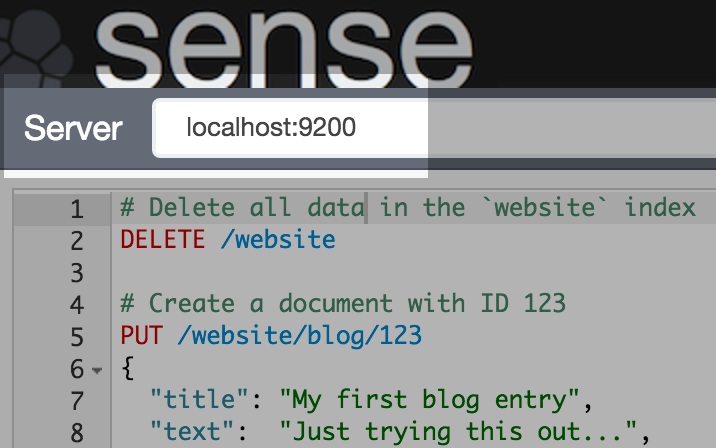 sense
Server localhost:9200
1 # Delete all data in the `website` index
2 DELETE /website
3
4 # Create a document with ID 123
5 PUT /website/blog/123
6 {
7 "title": "My first blog entry",
8 "text": "Just trying this out...",